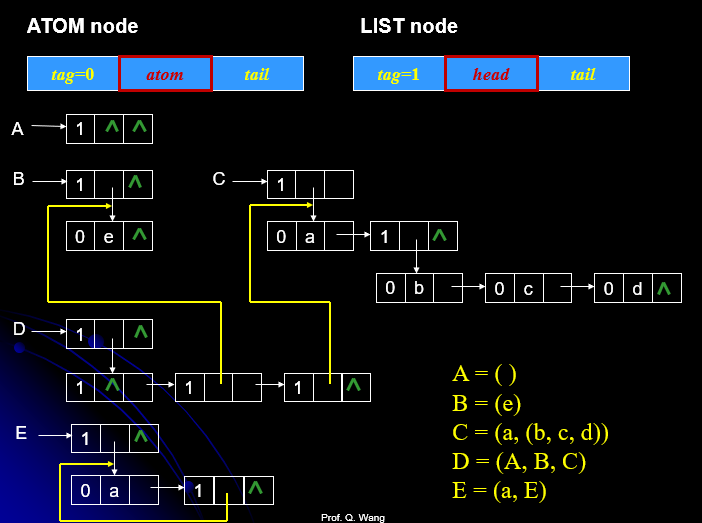 ATOM node
LIST node
tag=0 atom tail
tag=1 head tail
A 1 ^ ^
B 1 ^
C 1
0 e ^
0 a
1 ^
0 b
0 c
0 d ^
D 1 ^
1 ^
1
1 ^
E 1 ^
0 a
1 ^
A = ( )
B = (e)
C = (a, (b, c, d))
D = (A, B, C)
E = (a, E)
Prof. Q. Wang